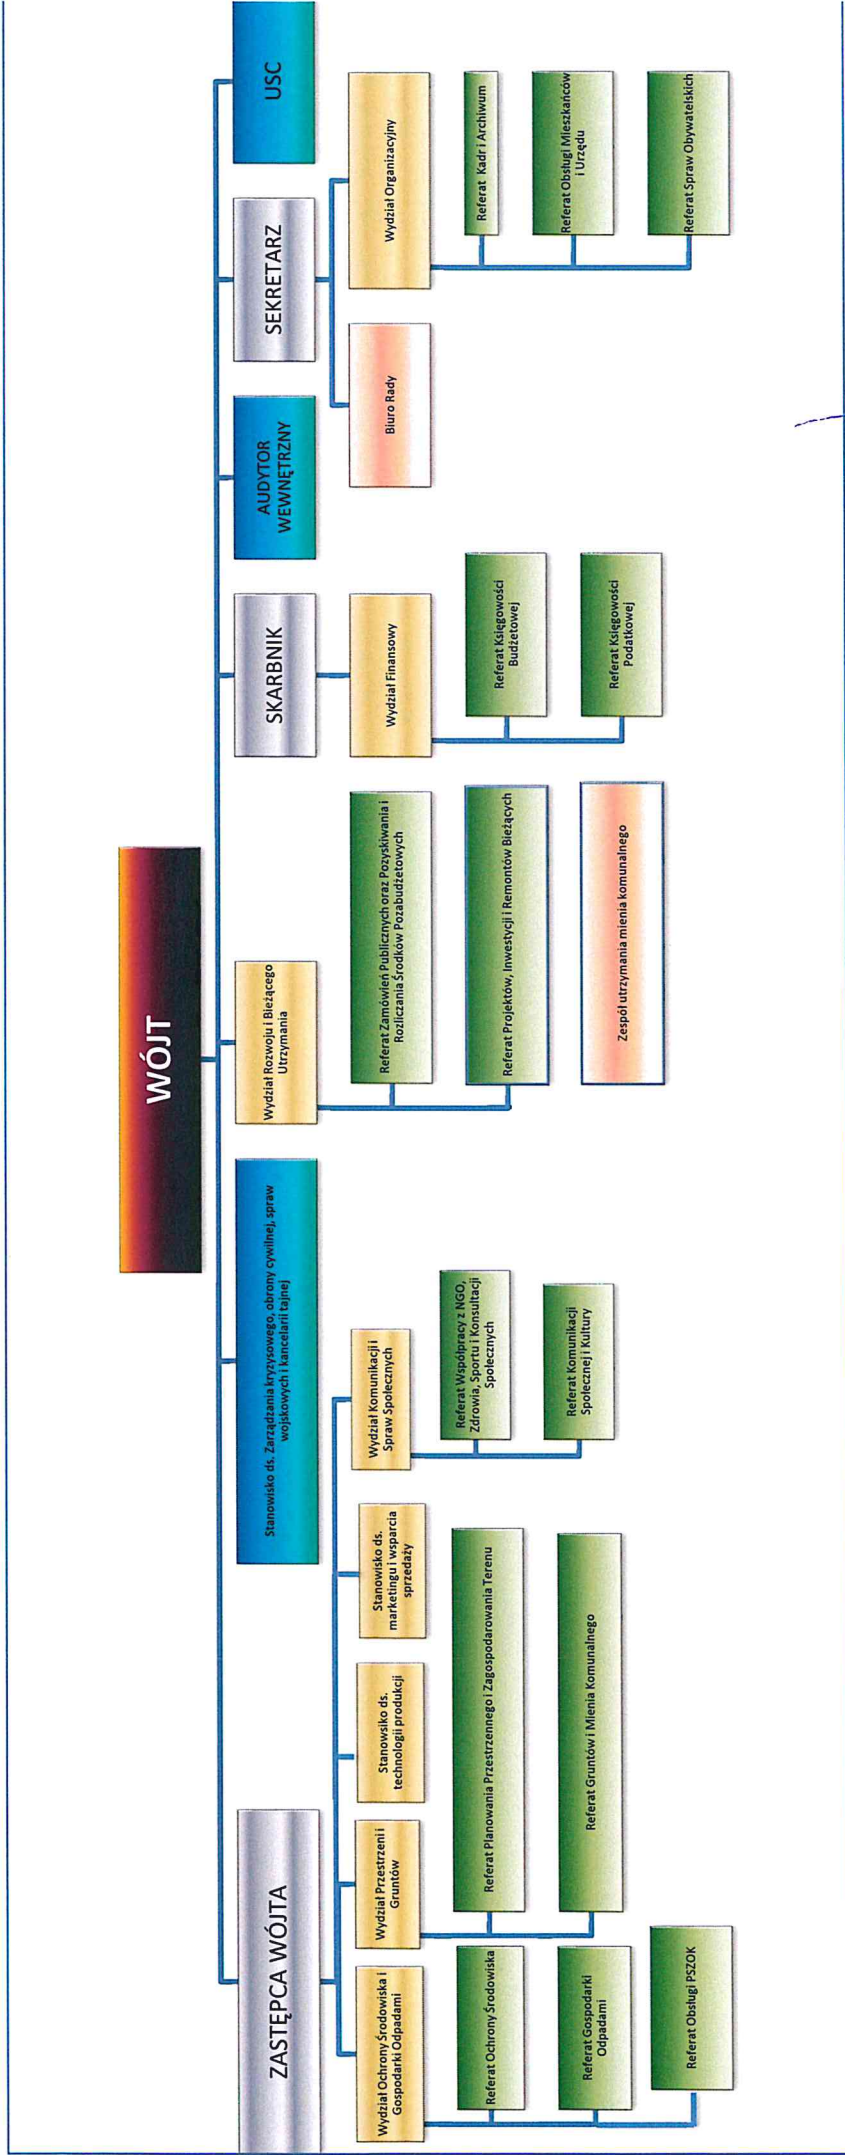 WÓJT
ZASTĘPCA WÓJTA
Stanowisko ds. Zarządzania kryzysowego, obrony cywilnej, spraw
wojskowych i kancelarii tajnej
Wydział Rozwoju i Bieżącego
Utrzymania
SKARBNIK
AUDYTOR
WEWNĘTRZNY
SEKRETARZ
USC
Wydział Ochrony Środowiska i
Gospodarki Odpadami
Referat Ochrony Środowiska
Referat Gospodarki
Odpadami
Referat Obsługi PSZOK
Wydział Przestrzeni i
Gruntów
Referat Planowania Przestrzennego i Zagospodarowania Terenu
Referat Gruntów i Mienia Komunalnego
Stanowsiko ds.
technologii produkcji
Stanowisko ds.
marketingu i wsparcia
sprzedaży
Wydział Komunikacji i
Spraw Społecznych
Referat Współpracy z NGO,
Zdrowia, Sportu i Konsultacji
Społecznych
Referat Komunikacji
Społecznej i Kultury
Referat Zamówień Publicznych oraz Pozyskiwania i
Rozliczania Środków Pozabudżetowych
Referat Projektów, Inwestycji i Remontów Bieżących
Zespół utrzymania mienia komunalnego
Wydział Finansowy
Referat Księgowości
Budżetowej
Referat Księgowości
Podatkowej
Biuro Rady
Wydział Organizacyjny
Referat Kadr i Archiwum
Referat Obsługi Mieszkańców
i Urzędu
Referat Spraw Obywatelskich